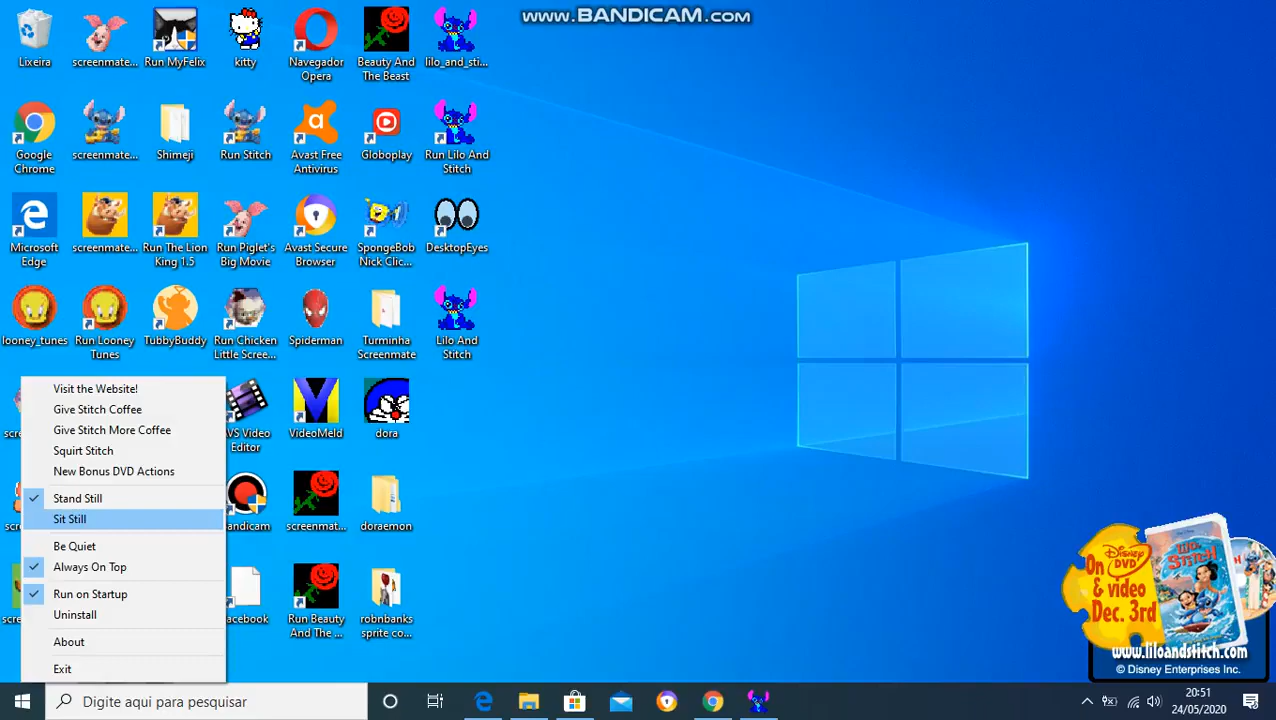 www.BANDICAM.com
Lixeira
screenmate...
Run MyFelix
kitty
Navegador
Opera
Beauty And
The Beast
lilo_and_sti...
Google
Chrome
screenmate...
Shimeji
Run Stitch
Avast Free
Antivirus
Globoplay
Run Lilo And
Stitch
Microsoft
Edge
screenmate...
Run The Lion
King 1.5
Run Piglet's
Big Movie
Avast Secure
Browser
SpongeBob
Nick Clic...
DesktopEyes
looney_tunes
Run Looney
Tunes
TubbyBuddy
Run Chicken
Little Scree...
Spiderman
Turminha
Screenmate
Lilo And
Stitch
Visit the Website!
Give Stitch Coffee
Give Stitch More Coffee
Squirt Stitch
New Bonus DVD Actions
Stand Still
Sit Still
Be Quiet
Always On Top
Run on Startup
Uninstall
About
Exit
scre
VS Video
Editor
VideoMeld
dora
scre
andicam
screenmat...
doraemon
scre
acebook
Run Beauty
And The ...
robnbanks
sprite co...
Disney
DVD
On
& video
Dec. 3rd
LILO
STITCH
www.liloandstitch.com
© Disney Enterprises Inc.
Digite aqui para pesquisar
20:51
24/05/2020